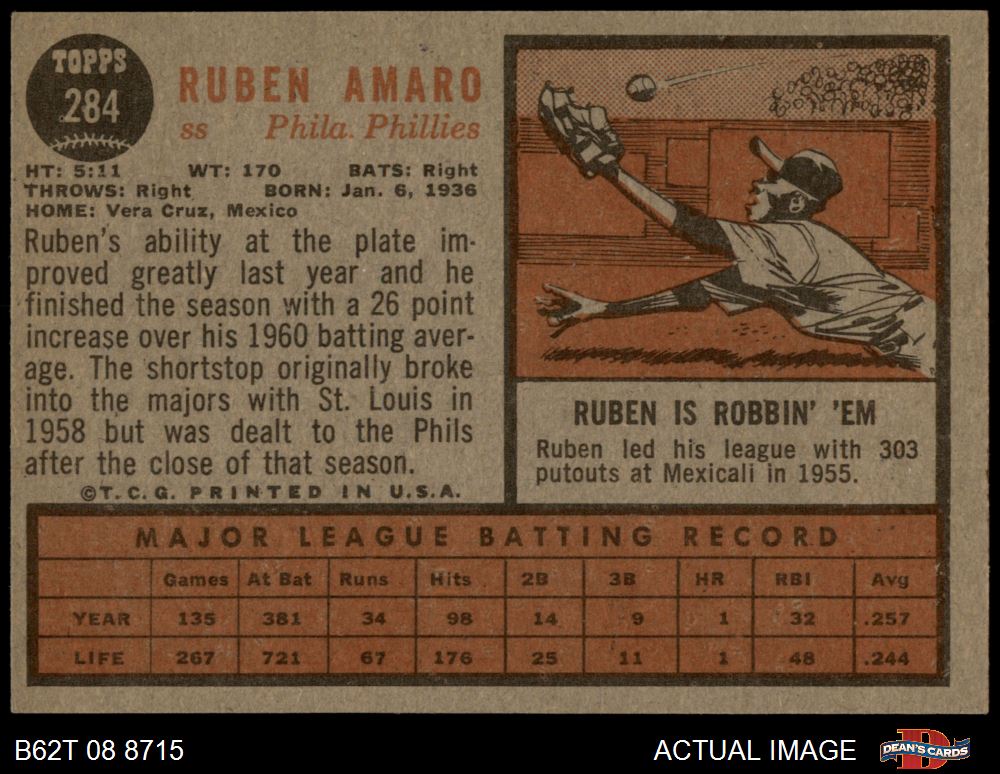 TOPPS
284
RUBEN AMARO
ss Phila. Phillies
HT: 5:11 WT: 170 BATS: Right
THROWS: Right BORN: Jan. 6, 1936
HOME: Vera Cruz, Mexico
Ruben's ability at the plate im-
proved greatly last year and he
finished the season with a 26 point
increase over his 1960 batting aver-
age. The shortstop originally broke
into the majors with St. Louis in
1958 but was dealt to the Phils
after the close of that season.
©T.C.G. PRINTED IN U.S.A.
RUBEN IS ROBBIN' 'EM
Ruben led his league with 303
putouts at Mexicali in 1955.
MAJOR LEAGUE BATTING RECORD
Games At Bat Runs Hits 2B 3B HR RBI Avg
YEAR 135 381 34 98 14 9 1 32 .257
LIFE 267 721 67 176 25 11 1 48 .244
B62T 08 8715 ACTUAL IMAGE DEAN'S CARDS